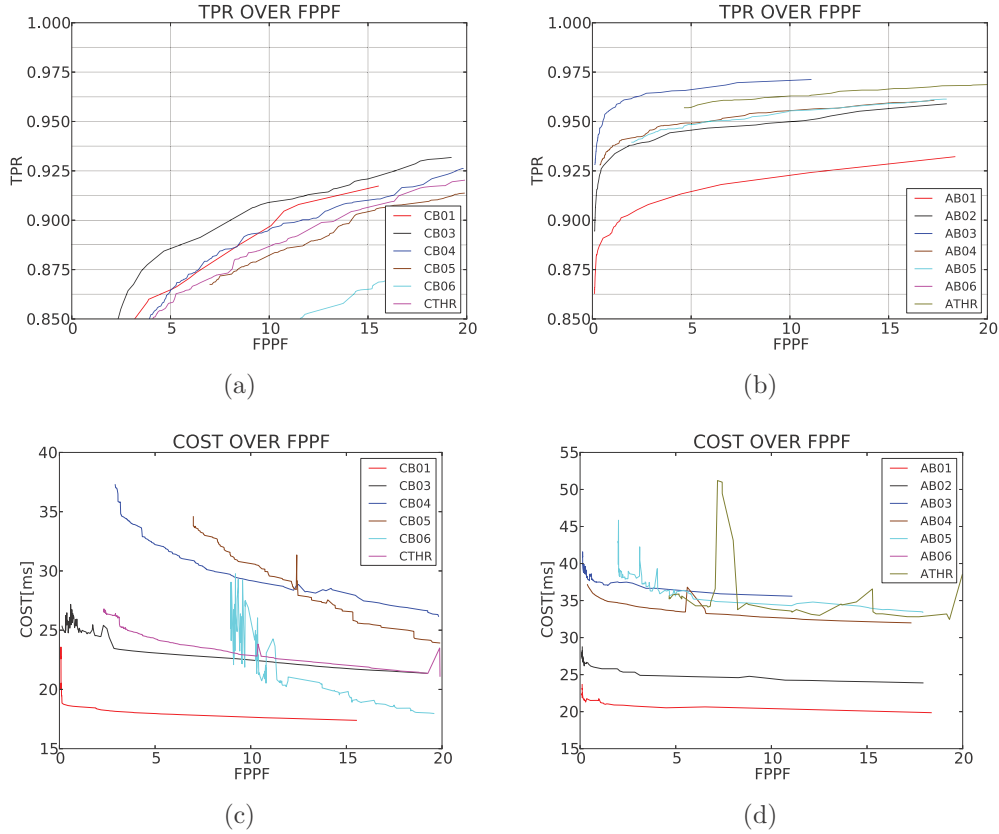 TPR OVER FPPF
1.000
0.975
0.950
0.925
0.900
0.875
0.850
TPR
5
10
15
20
FPPF
CB01
CB03
CB04
CB05
CB06
CTHR
(a)
TPR OVER FPPF
1.000
0.975
0.950
0.925
0.900
0.875
0.850
TPR
0
5
10
15
20
FPPF
AB01
AB02
AB03
AB04
AB05
AB06
ATHR
(b)
COST OVER FPPF
40
35
30
25
20
15
COST[ms]
0
5
10
15
20
FPPF
CB01
CB03
CB04
CB05
CB06
CTHR
(c)
COST OVER FPPF
55
50
45
40
35
30
25
20
15
COST[ms]
0
5
10
15
20
FPPF
AB01
AB02
AB03
AB04
AB05
AB06
ATHR
(d)